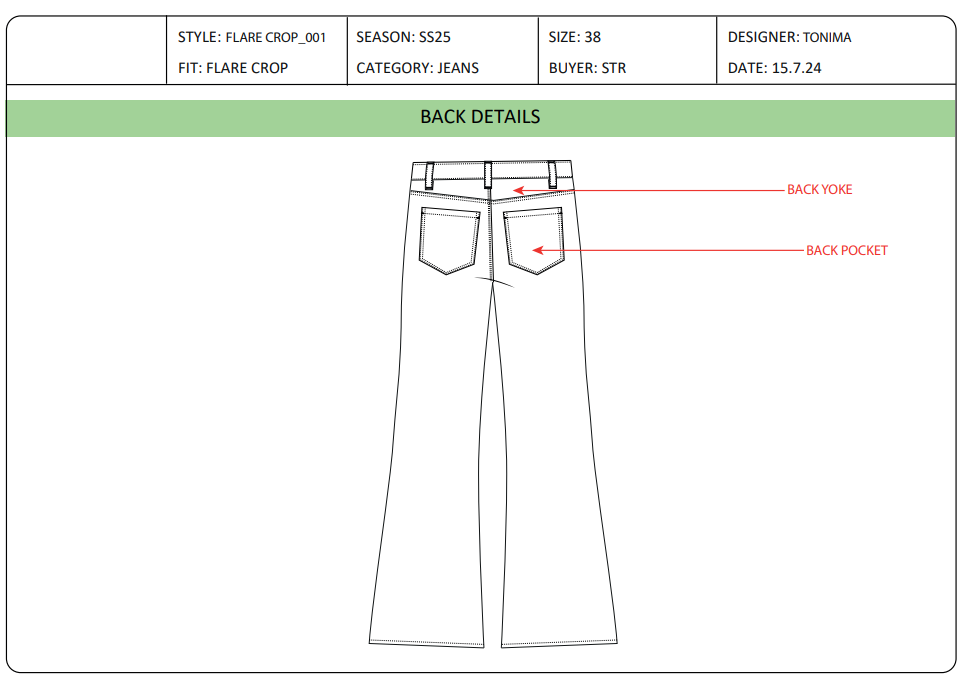 STYLE: FLARE CROP_001
FIT: FLARE CROP
SEASON: SS25
CATEGORY: JEANS
SIZE: 38
BUYER: STR
DESIGNER: TONIMA
DATE: 15.7.24
BACK DETAILS
BACK YOKE
BACK POCKET